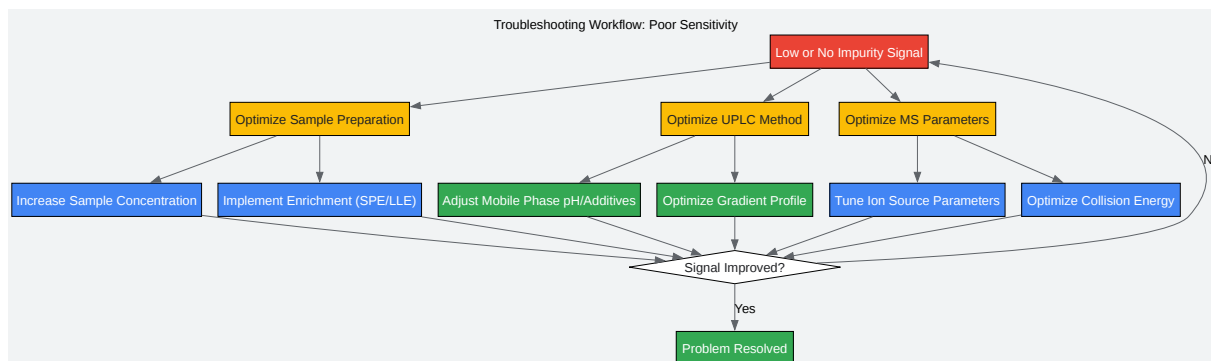 Troubleshooting Workflow: Poor Sensitivity
Low or No Impurity Signal
Optimize Sample Preparation
Optimize UPLC Method
Optimize MS Parameters
N
Increase Sample Concentration
Implement Enrichment (SPE/LLE)
Adjust Mobile Phase pH/Additives
Optimize Gradient Profile
Tune Ion Source Parameters
Optimize Collision Energy
Signal Improved?
Yes
Problem Resolved